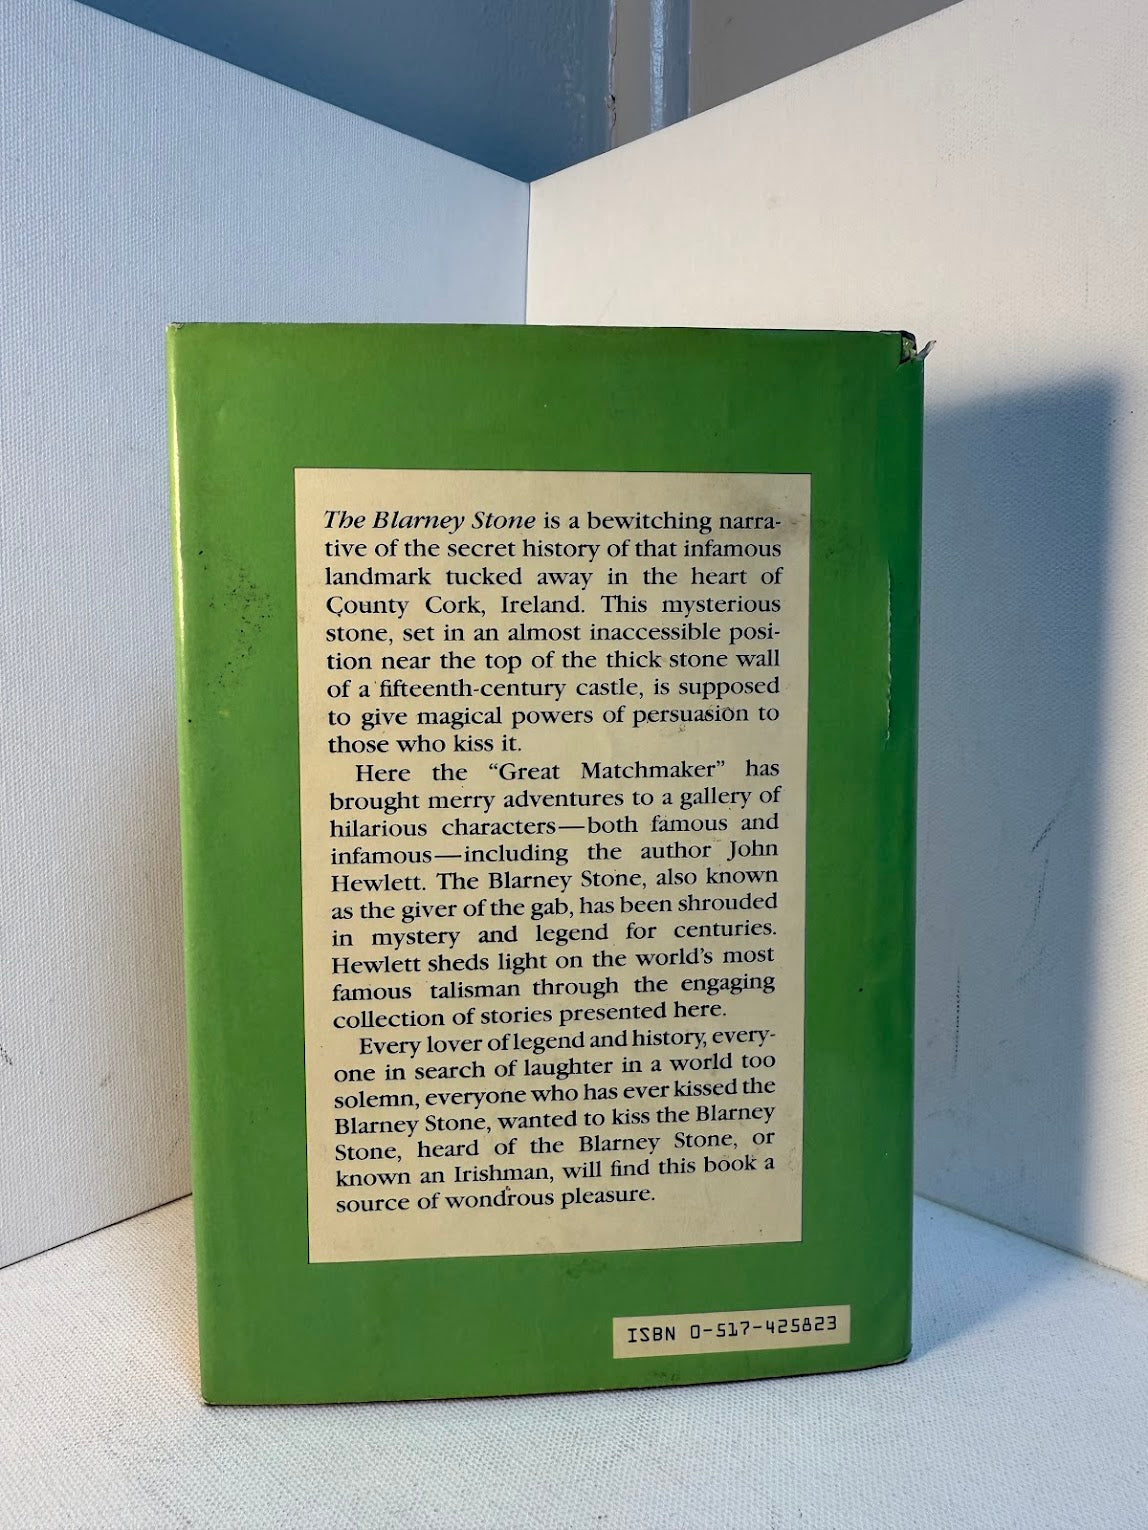 The Blarney Stone is a bewitching narra-
tive of the secret history of that infamous
landmark tucked away in the heart of
County Cork, Ireland. This mysterious
stone, set in an almost inaccessible posi-
tion near the top of the thick stone wall
of a fifteenth-century castle, is supposed
to give magical powers of persuasion to
those who kiss it.
Here the “Great Matchmaker” has
brought merry adventures to a gallery of
hilarious characters—both famous and
infamous—including the author John
Hewlett. The Blarney Stone, also known
as the giver of the gab, has been shrouded
in mystery and legend for centuries.
Hewlett sheds light on the world’s most
famous talisman through the engaging
collection of stories presented here.
Every lover of legend and history, every-
one in search of laughter in a world too
solemn, everyone who has ever kissed the
Blarney Stone, wanted to kiss the Blarney
Stone, heard of the Blarney Stone, or
known an Irishman, will find this book a
source of wondrous pleasure.
ISBN 0-517-425823